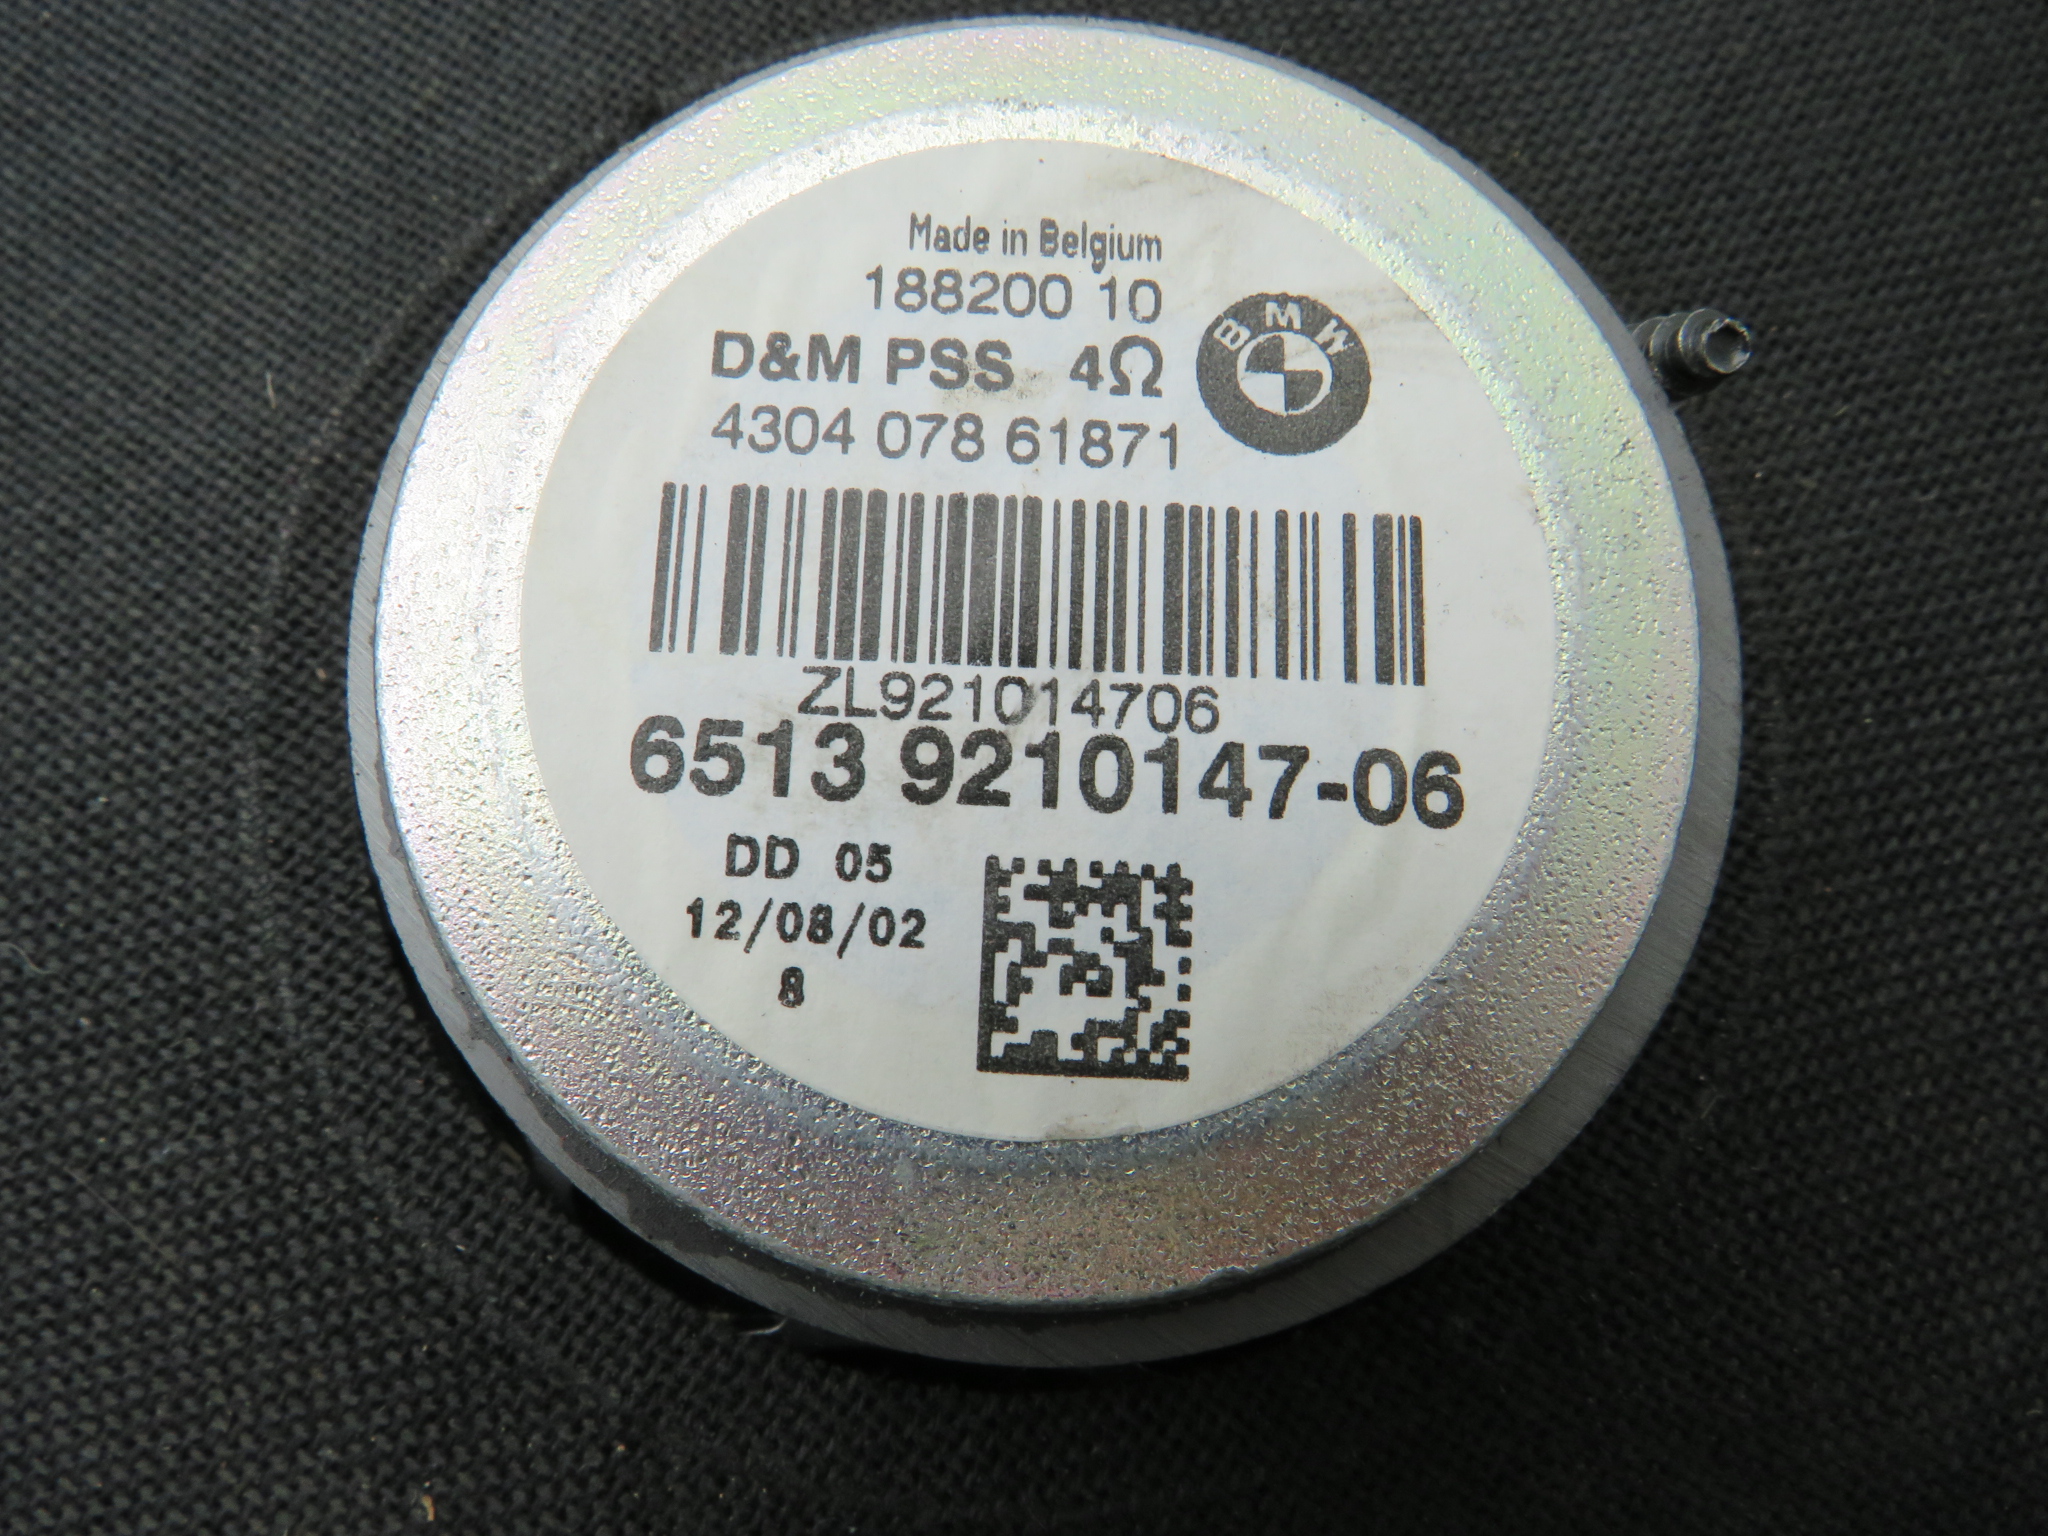 Made in Belgium
188200 10
D&M PSS 4Ω
BMW
4304 078 61871
ZL921014706
6513 9210147-06
DD 05
12/08/02
8